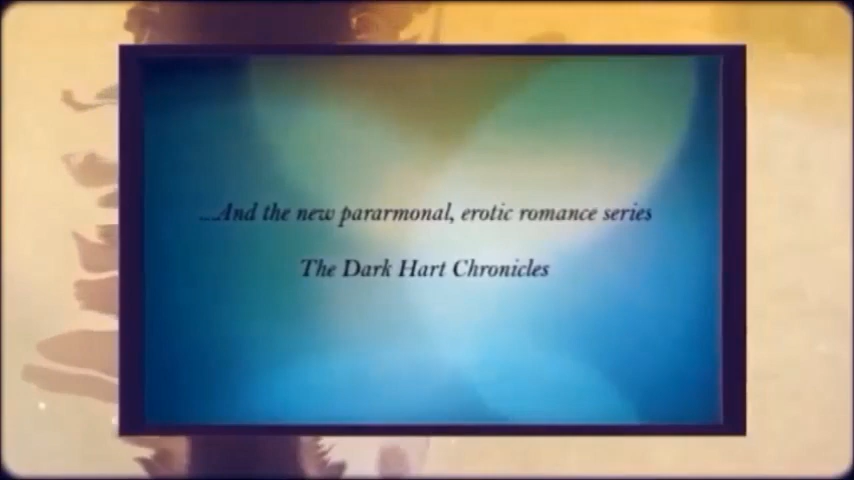 ...And the new pararmonal, erotic romance series
The Dark Hart Chronicles